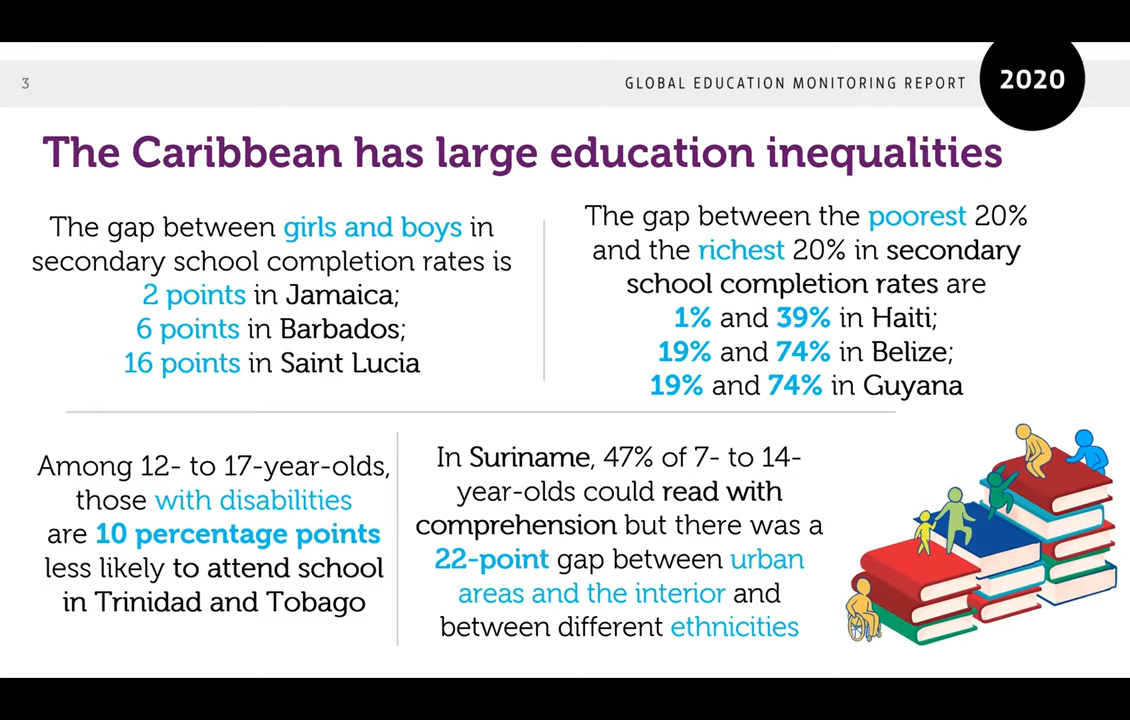 3
GLOBAL EDUCATION MONITORING REPORT
2020
The Caribbean has large education inequalities
The gap between girls and boys in
secondary school completion rates is
2 points in Jamaica;
6 points in Barbados;
16 points in Saint Lucia
The gap between the poorest 20%
and the richest 20% in secondary
school completion rates are
1% and 39% in Haiti;
19% and 74% in Belize;
19% and 74% in Guyana
Among 12- to 17-year-olds,
those with disabilities
are 10 percentage points
less likely to attend school
in Trinidad and Tobago
In Suriname, 47% of 7- to 14-
year-olds could read with
comprehension but there was a
22-point gap between urban
areas and the interior and
between different ethnicities